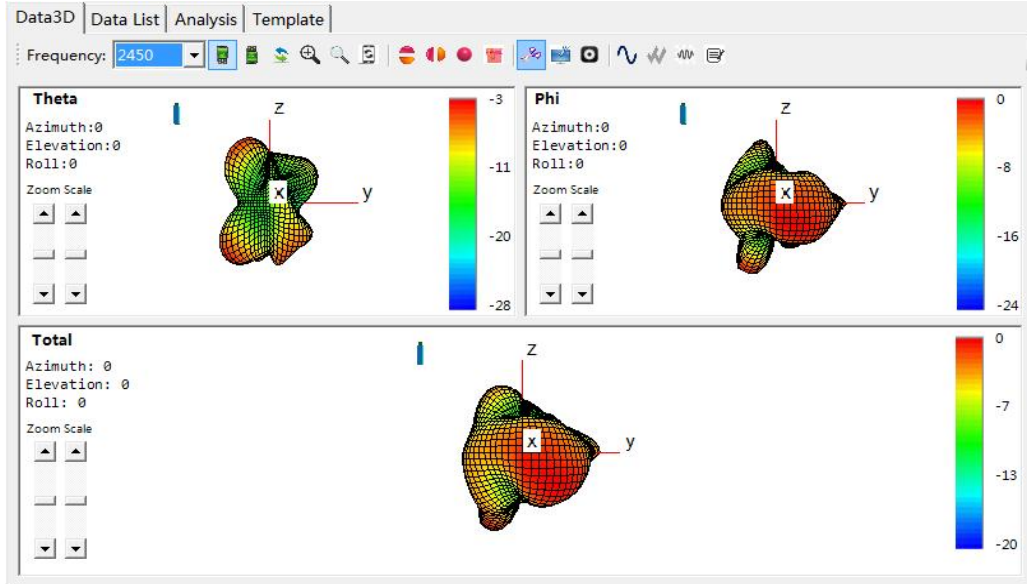 Data3D Data List Analysis Template
Frequency: 2450
Theta
Azimuth:0
Elevation:0
Roll:0
Zoom Scale
z
x
y
-3
-11
-20
-28
Phi
Azimuth:0
Elevation:0
Roll:0
Zoom Scale
z
x
y
0
-8
-16
-24
Total
Azimuth: 0
Elevation: 0
Roll: 0
Zoom Scale
z
x
y
0
-7
-13
-20